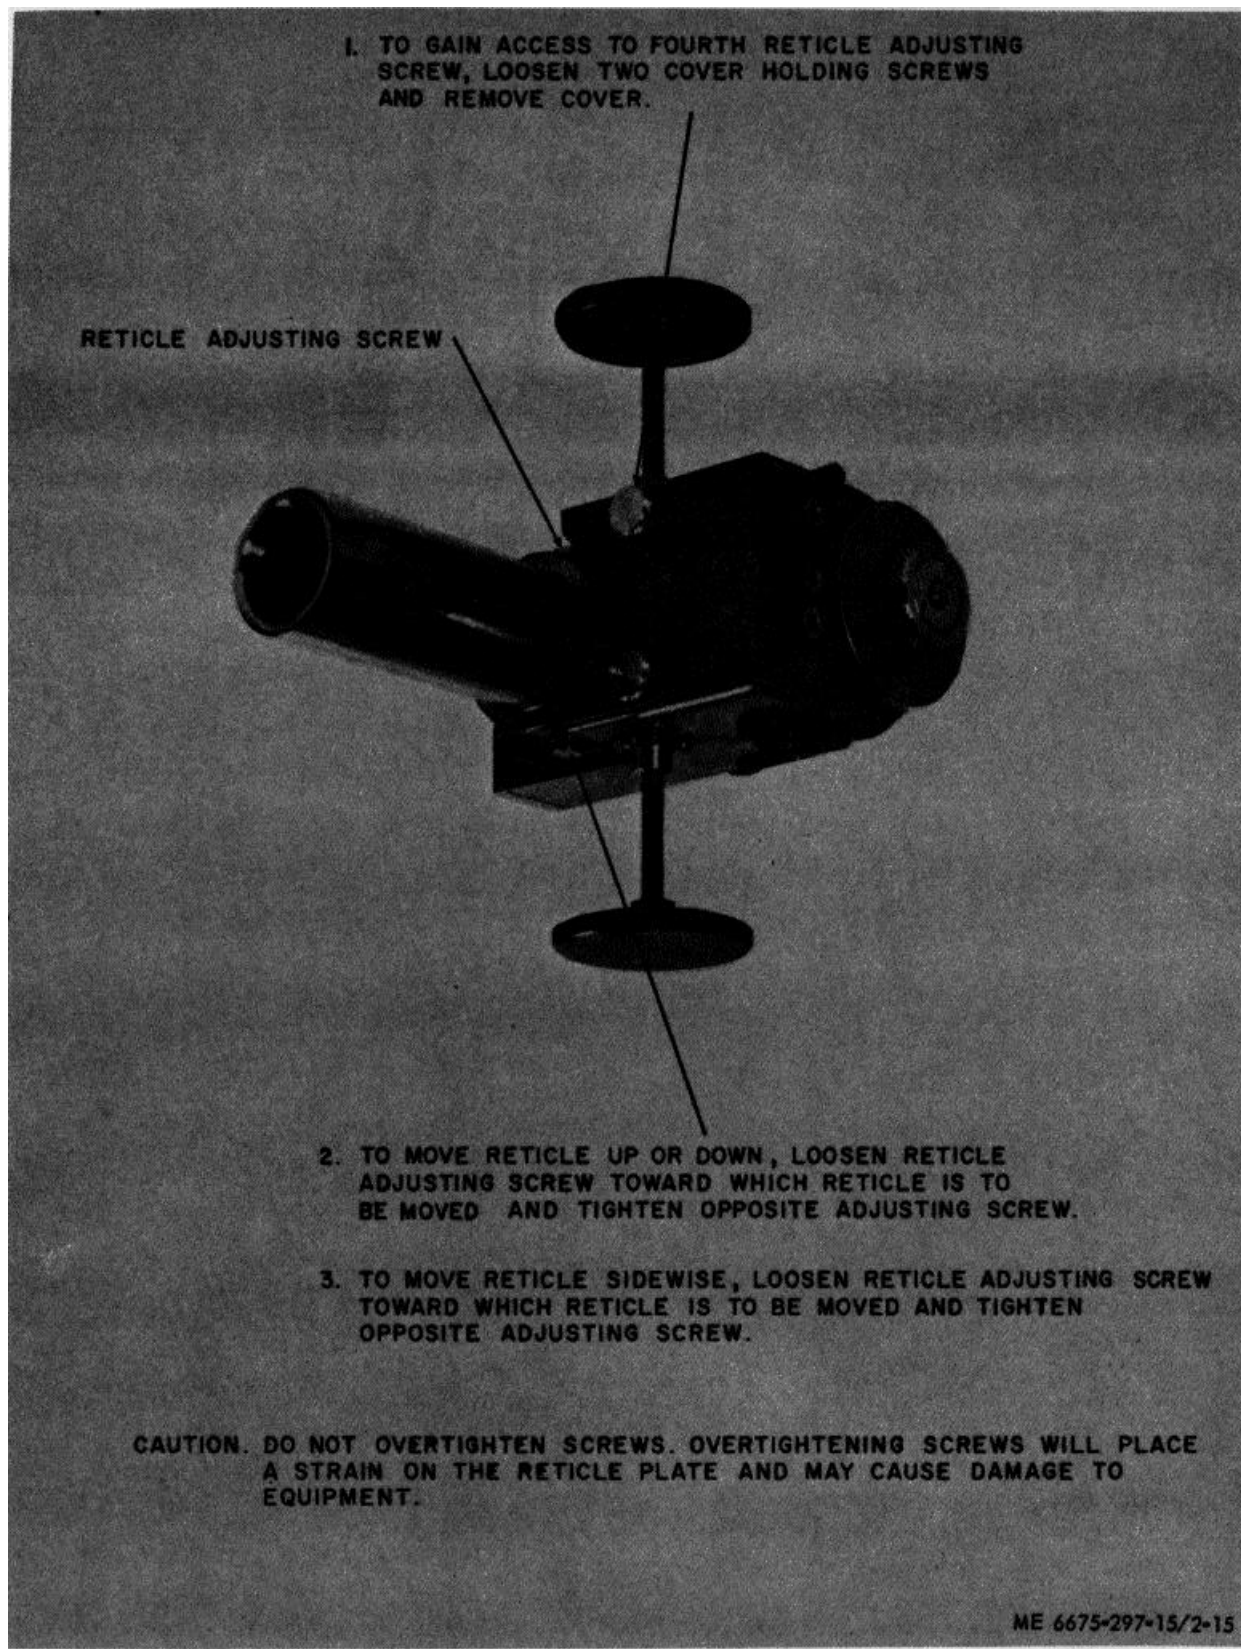 1. TO GAIN ACCESS TO FOURTH RETICLE ADJUSTING
SCREW, LOOSEN TWO COVER HOLDING SCREWS
AND REMOVE COVER.
RETICLE ADJUSTING SCREW
2. TO MOVE RETICLE UP OR DOWN, LOOSEN RETICLE
ADJUSTING SCREW TOWARD WHICH RETICLE IS TO
BE MOVED AND TIGHTEN OPPOSITE ADJUSTING SCREW.
3. TO MOVE RETICLE SIDEWISE, LOOSEN RETICLE ADJUSTING SCREW
TOWARD WHICH RETICLE IS TO BE MOVED AND TIGHTEN
OPPOSITE ADJUSTING SCREW.
CAUTION. DO NOT OVERTIGHTEN SCREWS. OVERTIGHTENING SCREWS WILL PLACE
A STRAIN ON THE RETICLE PLATE AND MAY CAUSE DAMAGE TO
EQUIPMENT.
ME 6675-297-15/2-15